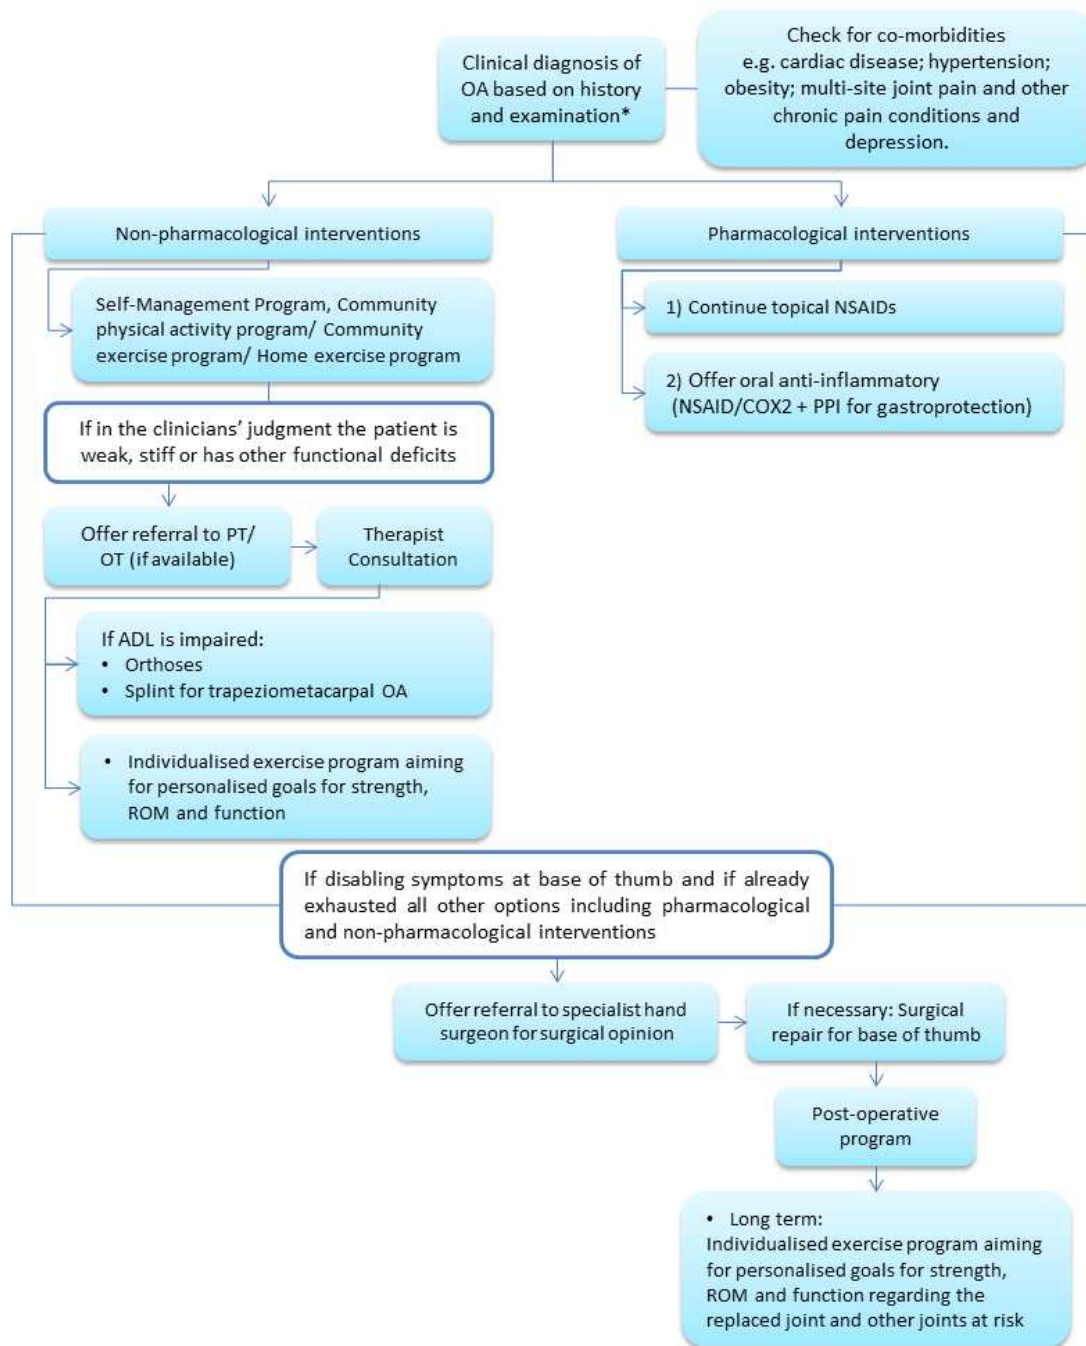 Clinical diagnosis of
OA based on history
and examination*
Check for co-morbidities
e.g. cardiac disease; hypertension;
obesity; multi-site joint pain and other
chronic pain conditions and
depression.
Non-pharmacological interventions
Pharmacological interventions
Self-Management Program, Community
physical activity program/ Community
exercise program/ Home exercise program
1) Continue topical NSAIDs
2) Offer oral anti-inflammatory
(NSAID/COX2 + PPI for gastroprotection)
If in the clinicians’ judgment the patient is
weak, stiff or has other functional deficits
Offer referral to PT/
OT (if available)
Therapist
Consultation
If ADL is impaired:
• Orthoses
• Splint for trapeziometacarpal OA
• Individualised exercise program aiming
for personalised goals for strength,
ROM and function
If disabling symptoms at base of thumb and if already
exhausted all other options including pharmacological
and non-pharmacological interventions
Offer referral to specialist hand
surgeon for surgical opinion
If necessary: Surgical
repair for base of thumb
Post-operative
program
• Long term:
Individualised exercise program aiming
for personalised goals for strength,
ROM and function regarding the
replaced joint and other joints at risk